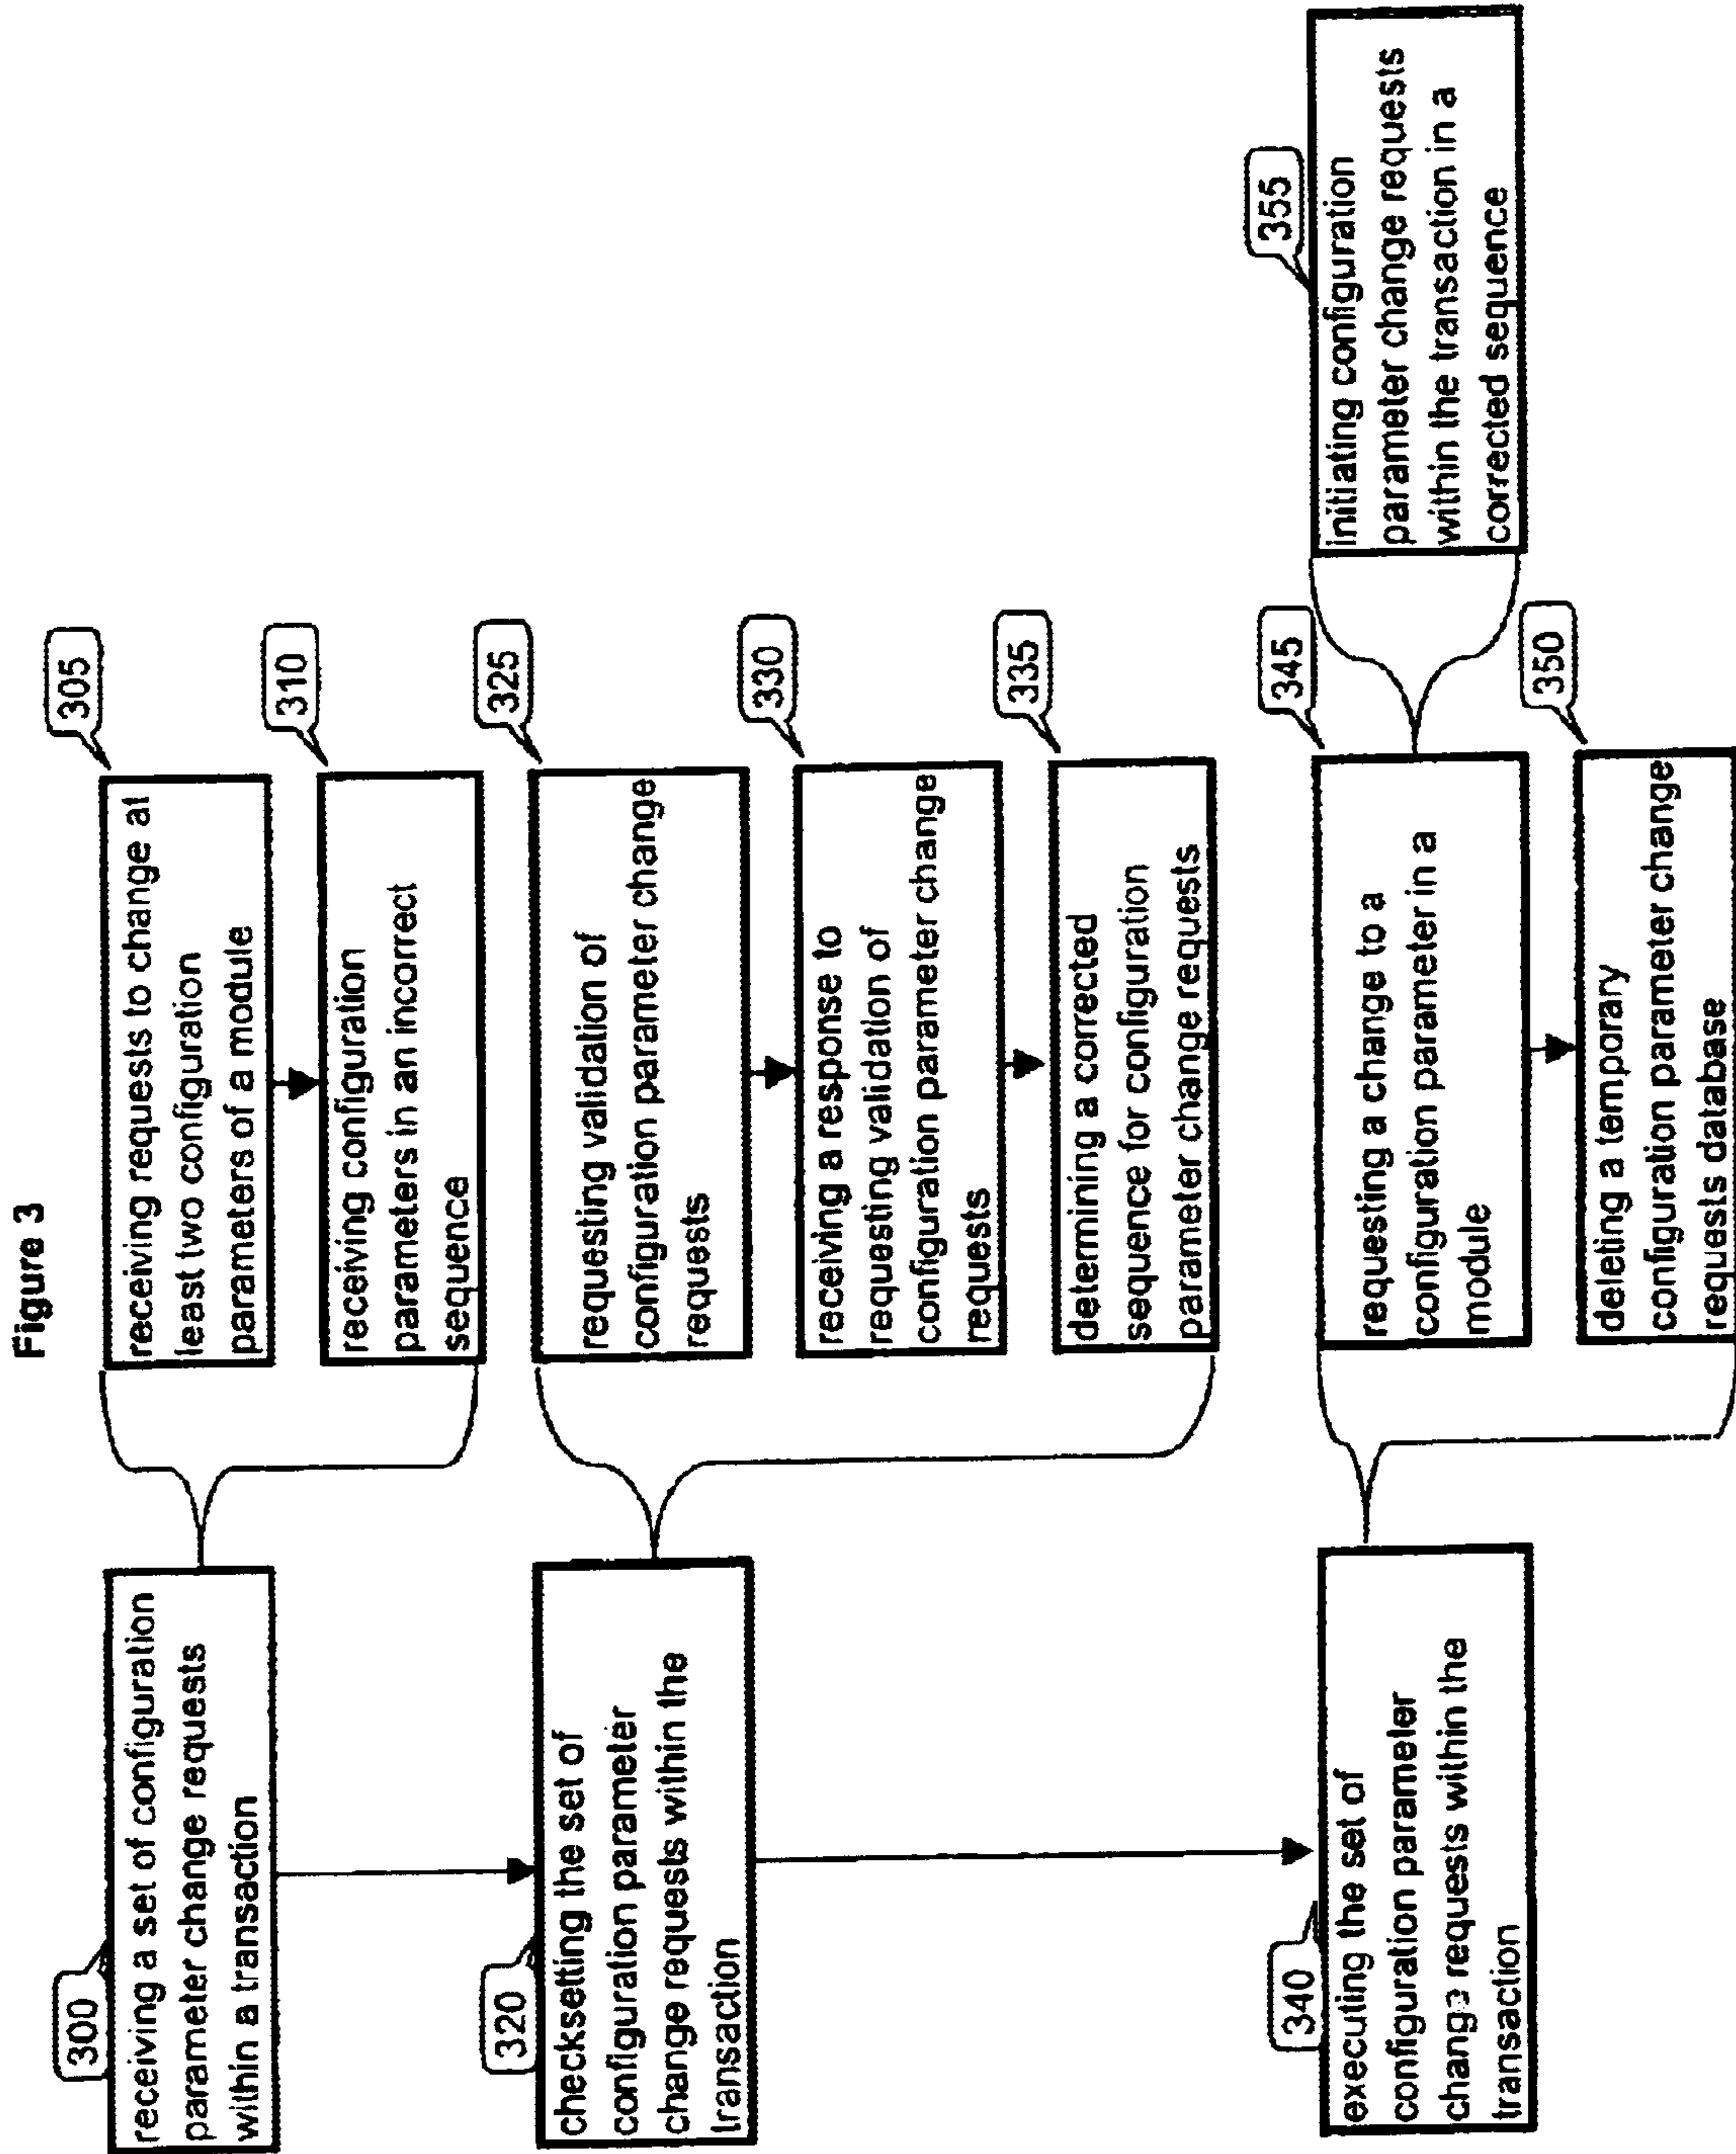 Figure 3
300
receiving a set of configuration
parameter change requests
within a transaction
305
receiving requests to change at
least two configuration
parameters of a module
310
receiving configuration
parameters in an incorrect
sequence
320
checksetting the set of
configuration parameter
change requests within the
transaction
325
requesting validation of
configuration parameter change
requests
330
receiving a response to
requesting validation of
configuration parameter change
requests
335
determining a corrected
sequence for configuration
parameter change requests
340
executing the set of
configuration parameter
change requests within the
transaction
345
requesting a change to a
configuration parameter in a
module
350
deleting a temporary
configuration parameter change
requests database
355
initiating configuration
parameter change requests
within the transaction in a
corrected sequence